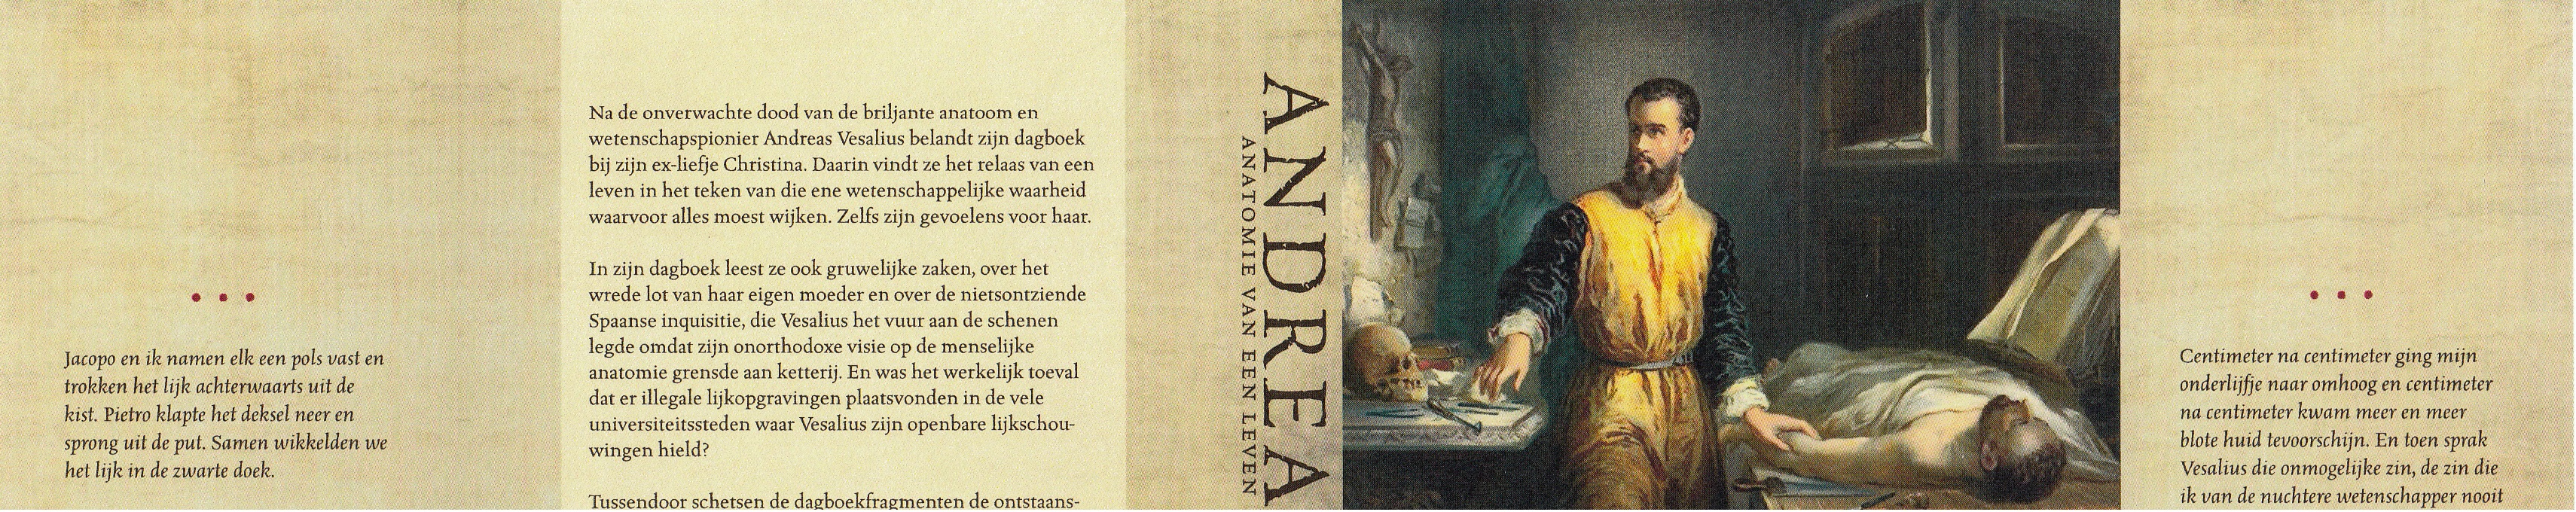 Jacopo en ik namen elk een pols vast en
trokken het lijk achterwaarts uit de
kist. Pietro klapte het deksel neer en
sprong uit de put. Samen wikkelden we
het lijk in de zwarte doek.
Na de onverwachte dood van de briljante anatoom en
wetenschapspionier Andreas Vesalius belandt zijn dagboek
bij zijn ex-liefje Christina. Daarin vindt ze het relaas van een
leven in het teken van die ene wetenschappelijke waarheid
waarvoor alles moest wijken. Zelfs zijn gevoelens voor haar.
In zijn dagboek leest ze ook gruwelijke zaken, over het
wrede lot van haar eigen moeder en over de nietsontziende
Spaanse inquisitie, die Vesalius het vuur aan de schenen
legde omdat zijn onorthodoxe visie op de menselijke
anatomie grensde aan ketterij. En was het werkelijk toeval
dat er illegale lijkopgravingen plaatsvonden in de vele
universiteitssteden waar Vesalius zijn openbare lijkschou-
wingen hield?
Tussendoor schetsen de dagboekfragmenten de ontstaans-
ANDREA
ANATOMIE VAN EEN LEVEN
Centimeter na centimeter ging mijn
onderlijfje naar omhoog en centimeter
na centimeter kwam meer en meer
blote huid tevoorschijn. En toen sprak
Vesalius die onmogelijke zin, de zin die
ik van de nuchtere wetenschapper nooit